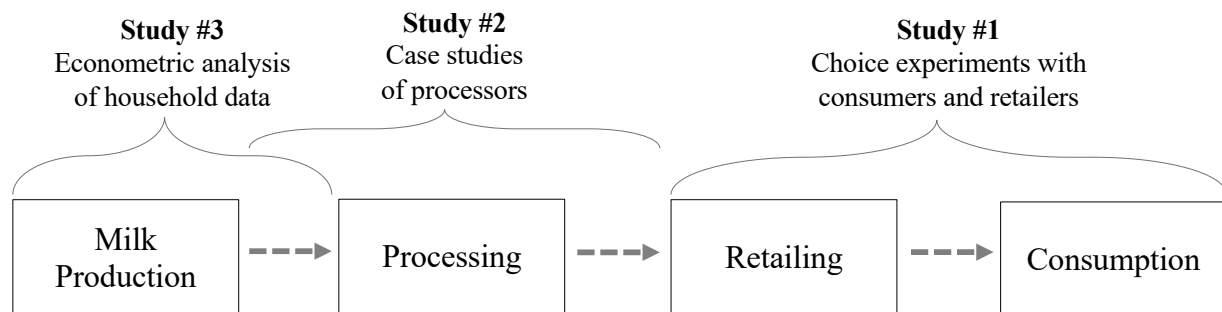 Study #3
Econometric analysis
of household data
Study #2
Case studies
of processors
Study #1
Choice experiments with
consumers and retailers
Milk
Production
Processing
Retailing
Consumption